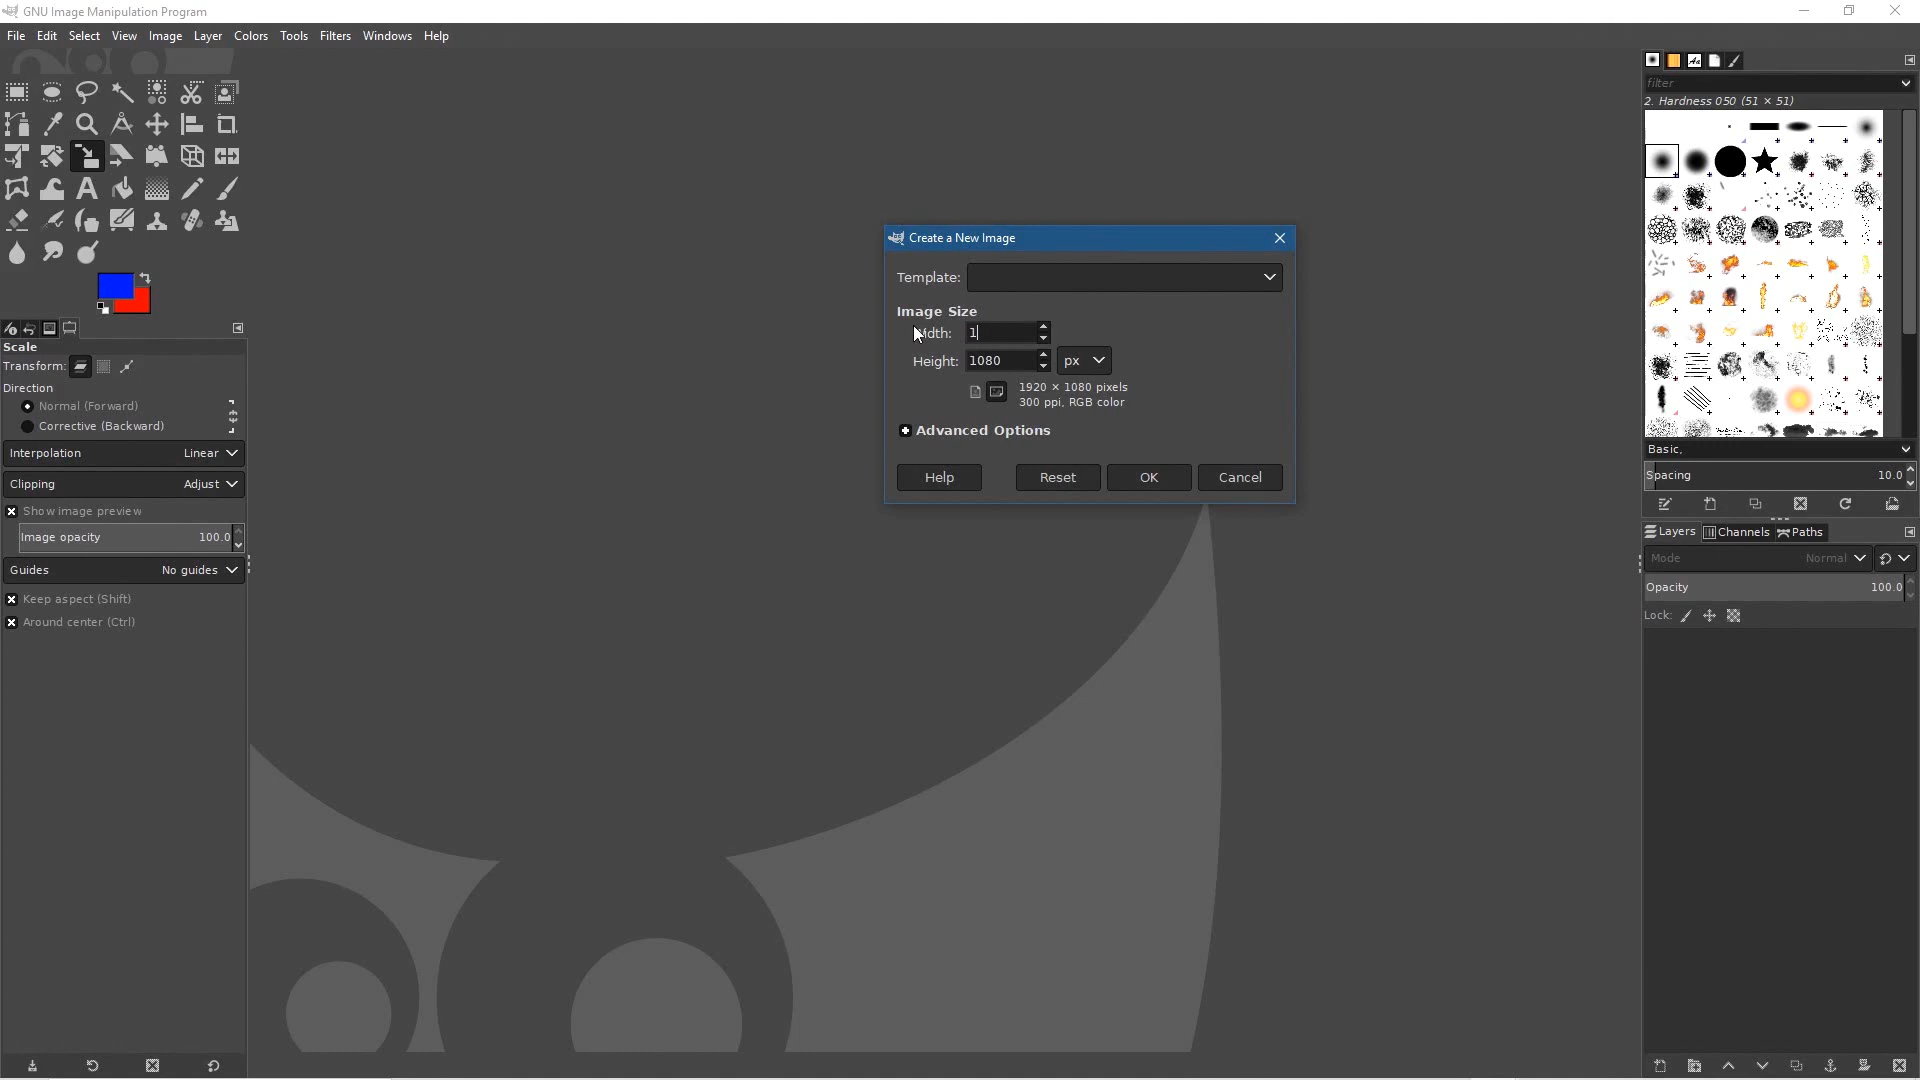 GNU Image Manipulation Program
File Edit Select View Image Layer Colors Tools Filters Windows Help
filter
2. Hardness 050 (51 × 51)
Create a New Image
Template:
Image Size
dth: 1
Height: 1080 px
1920 × 1080 pixels
300 ppi, RGB color
Advanced Options
Help Reset OK Cancel
Scale
Transform:
Direction
Normal (Forward)
Corrective (Backward)
Interpolation Linear
Clipping Adjust
Show image preview
Image opacity 100.0
Guides No guides
Keep aspect (Shift)
Around center (Ctrl)
Basic,
Spacing 10.0
Layers Channels Paths
Mode Normal
Opacity 100.0
Lock: